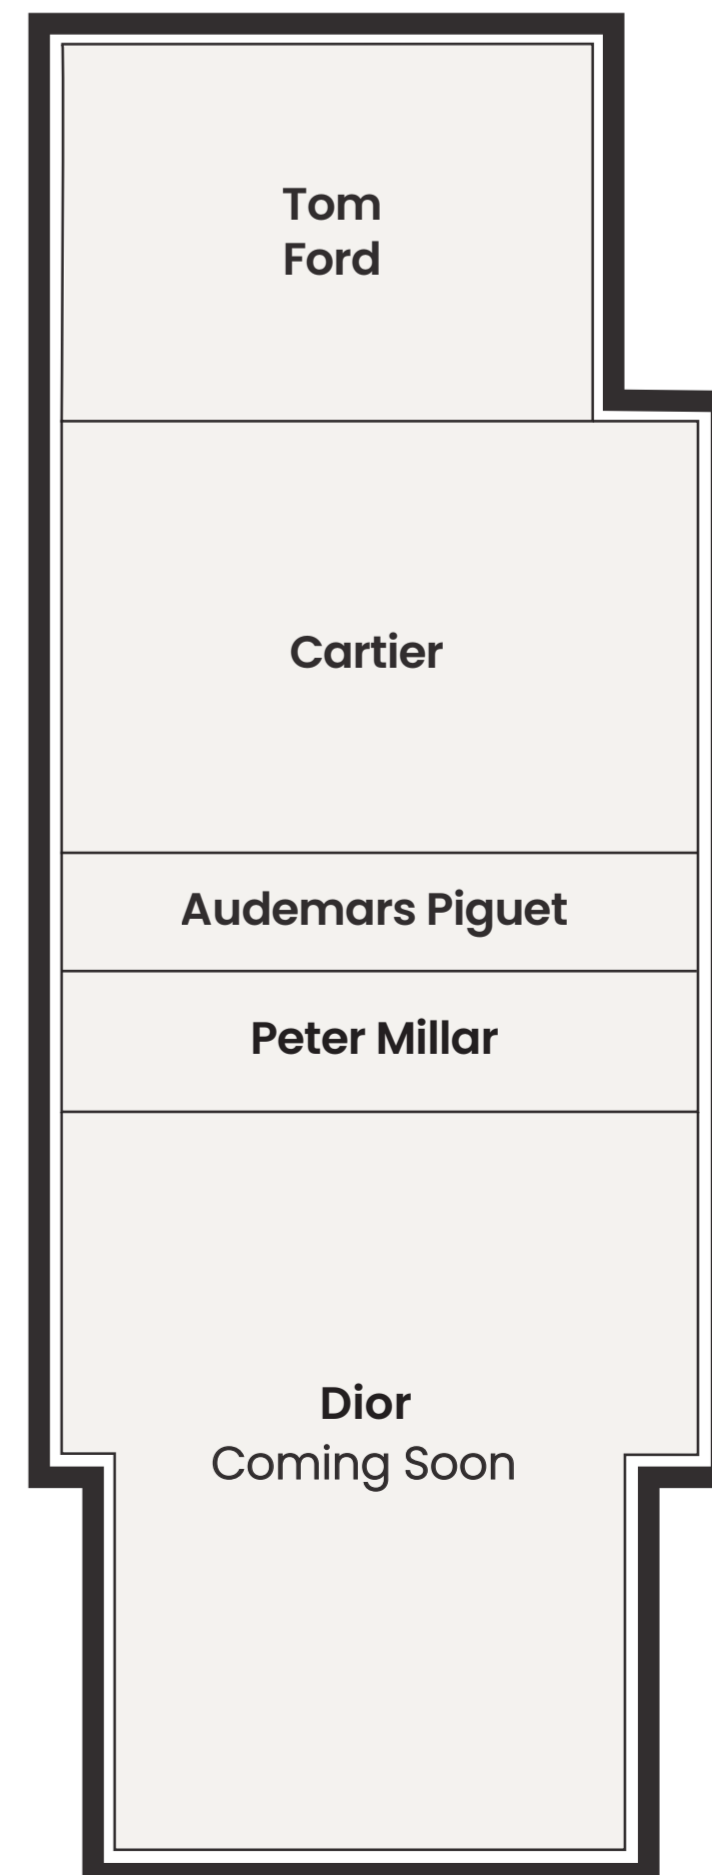 Tom
Ford
Cartier
Audemars Piguet
Peter Millar
Dior
Coming Soon